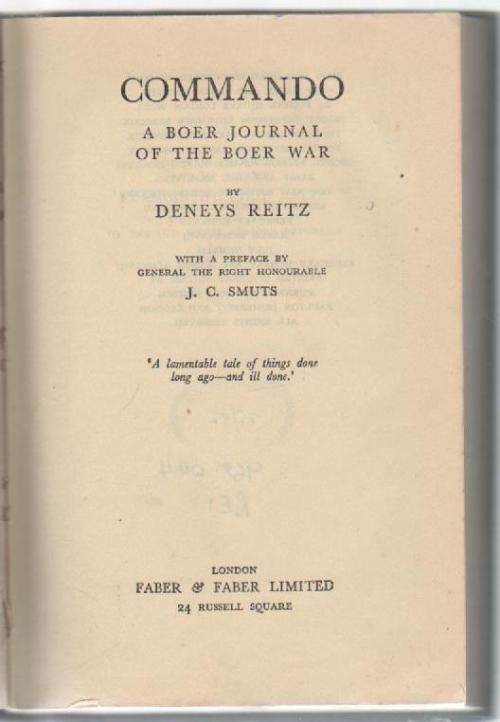 COMMANDO
A BOER JOURNAL
OF THE BOER WAR
BY
DENEYS REITZ
WITH A PREFACE BY
GENERAL THE RIGHT HONOURABLE
J. C. SMUTS
‘A lamentable tale of things done
long ago—and ill done.’
LONDON
FABER & FABER LIMITED
24 RUSSELL SQUARE